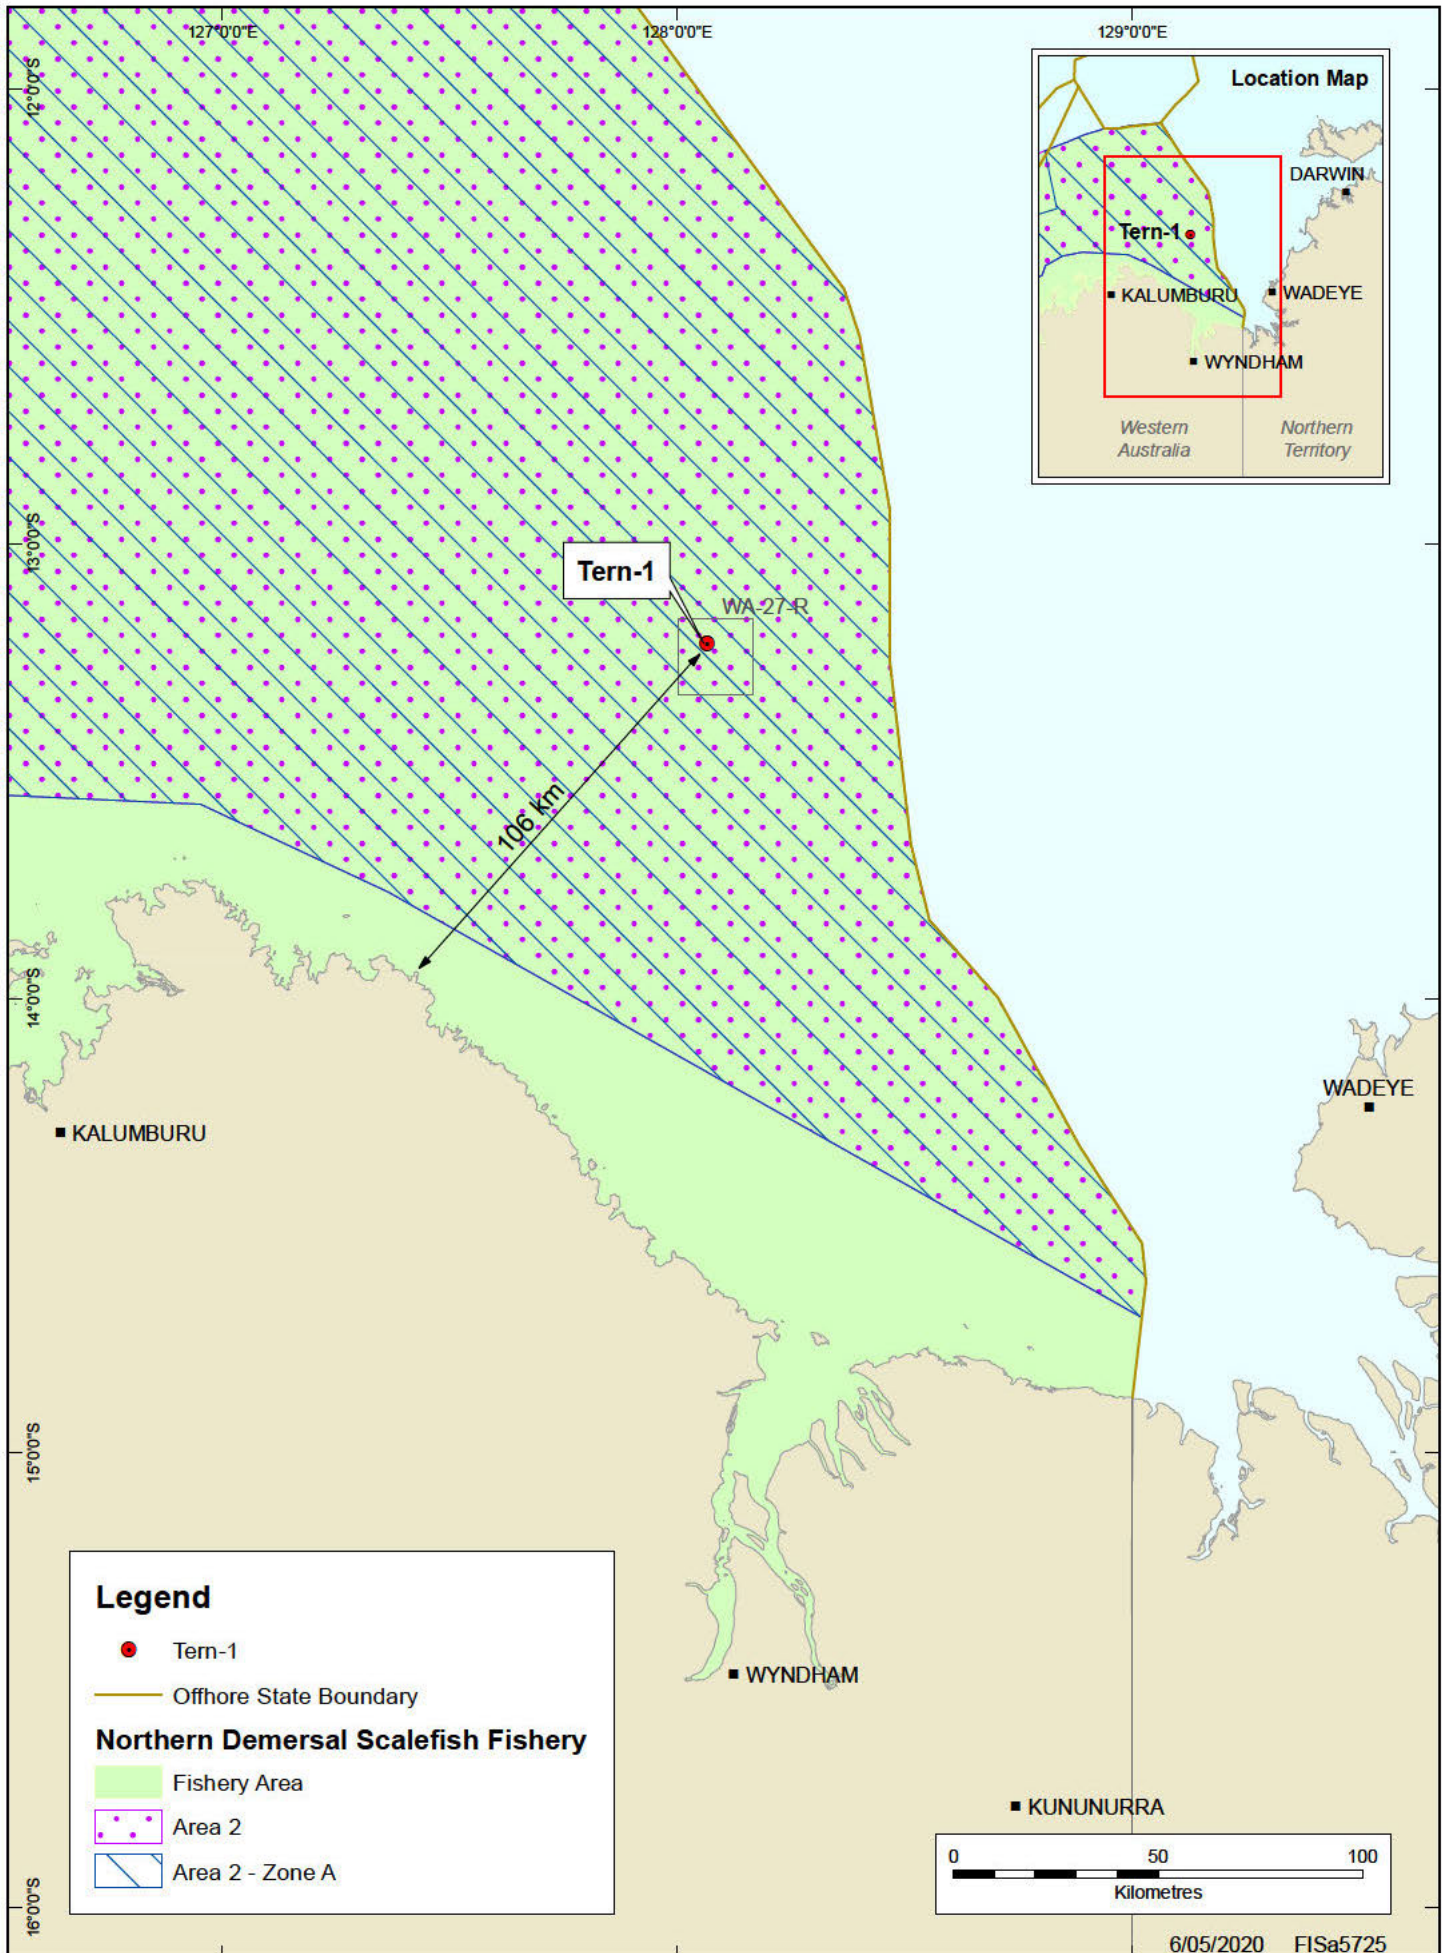 127°0'0"E
128°0'0"E
129°0'0"E
12°0'0"S
13°0'0"S
14°0'0"S
15°0'0"S
16°0'0"S
Location Map
DARWIN
Tern-1
KALUMBURU
WADEYE
WYNDHAM
Western
Australia
Northern
Territory
Tern-1
WA-27-R
106 km
WADEYE
KALUMBURU
WYNDHAM
KUNUNURRA
Legend
Tern-1
Offhore State Boundary
Northern Demersal Scalefish Fishery
Fishery Area
Area 2
Area 2 - Zone A
0 50 100
Kilometres
6/05/2020 FISa5725